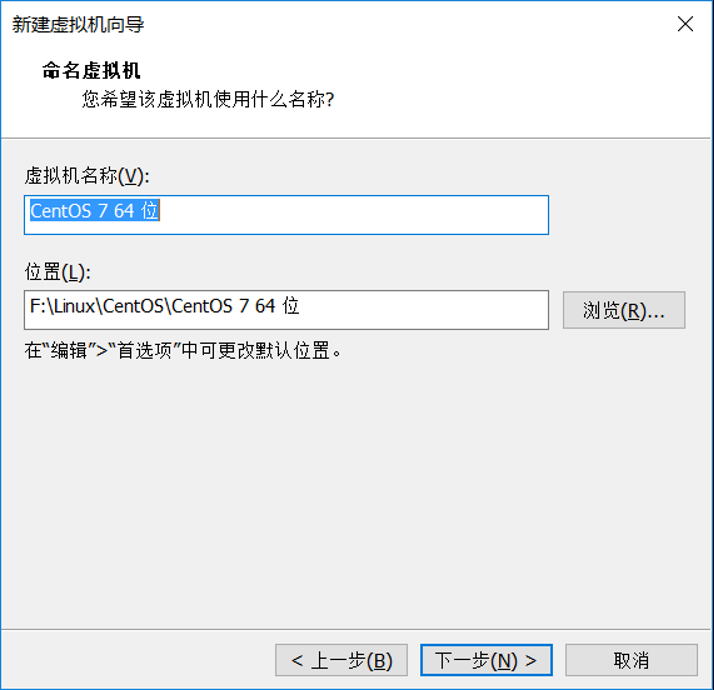 新建虚拟机向导
命名虚拟机
您希望该虚拟机使用什么名称?
虚拟机名称(V):
CentOS 7 64 位
位置(L):
F:\Linux\CentOS\CentOS 7 64 位
浏览(R)...
在“编辑”>“首选项”中可更改默认位置。
< 上一步(B)
下一步(N) >
取消